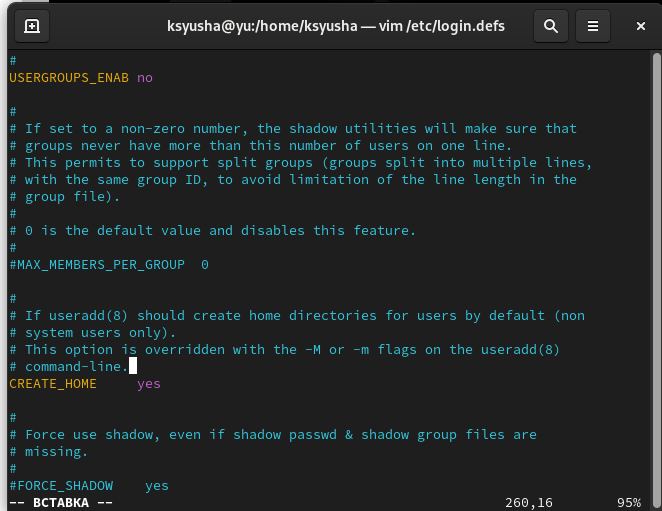 ksyusha@yu:/home/ksyusha — vim /etc/login.defs
#
USERGROUPS_ENAB no
#
# If set to a non-zero number, the shadow utilities will make sure that
# groups never have more than this number of users on one line.
# This permits to support split groups (groups split into multiple lines,
# with the same group ID, to avoid limitation of the line length in the
# group file).
#
# 0 is the default value and disables this feature.
#
#MAX_MEMBERS_PER_GROUP  0
#
# If useradd(8) should create home directories for users by default (non
# system users only).
# This option is overridden with the -M or -m flags on the useradd(8)
# command-line.
CREATE_HOME     yes
#
# Force use shadow, even if shadow passwd & shadow group files are
# missing.
#
#FORCE_SHADOW    yes
-- ВСТАВКА -- 260,16 95%